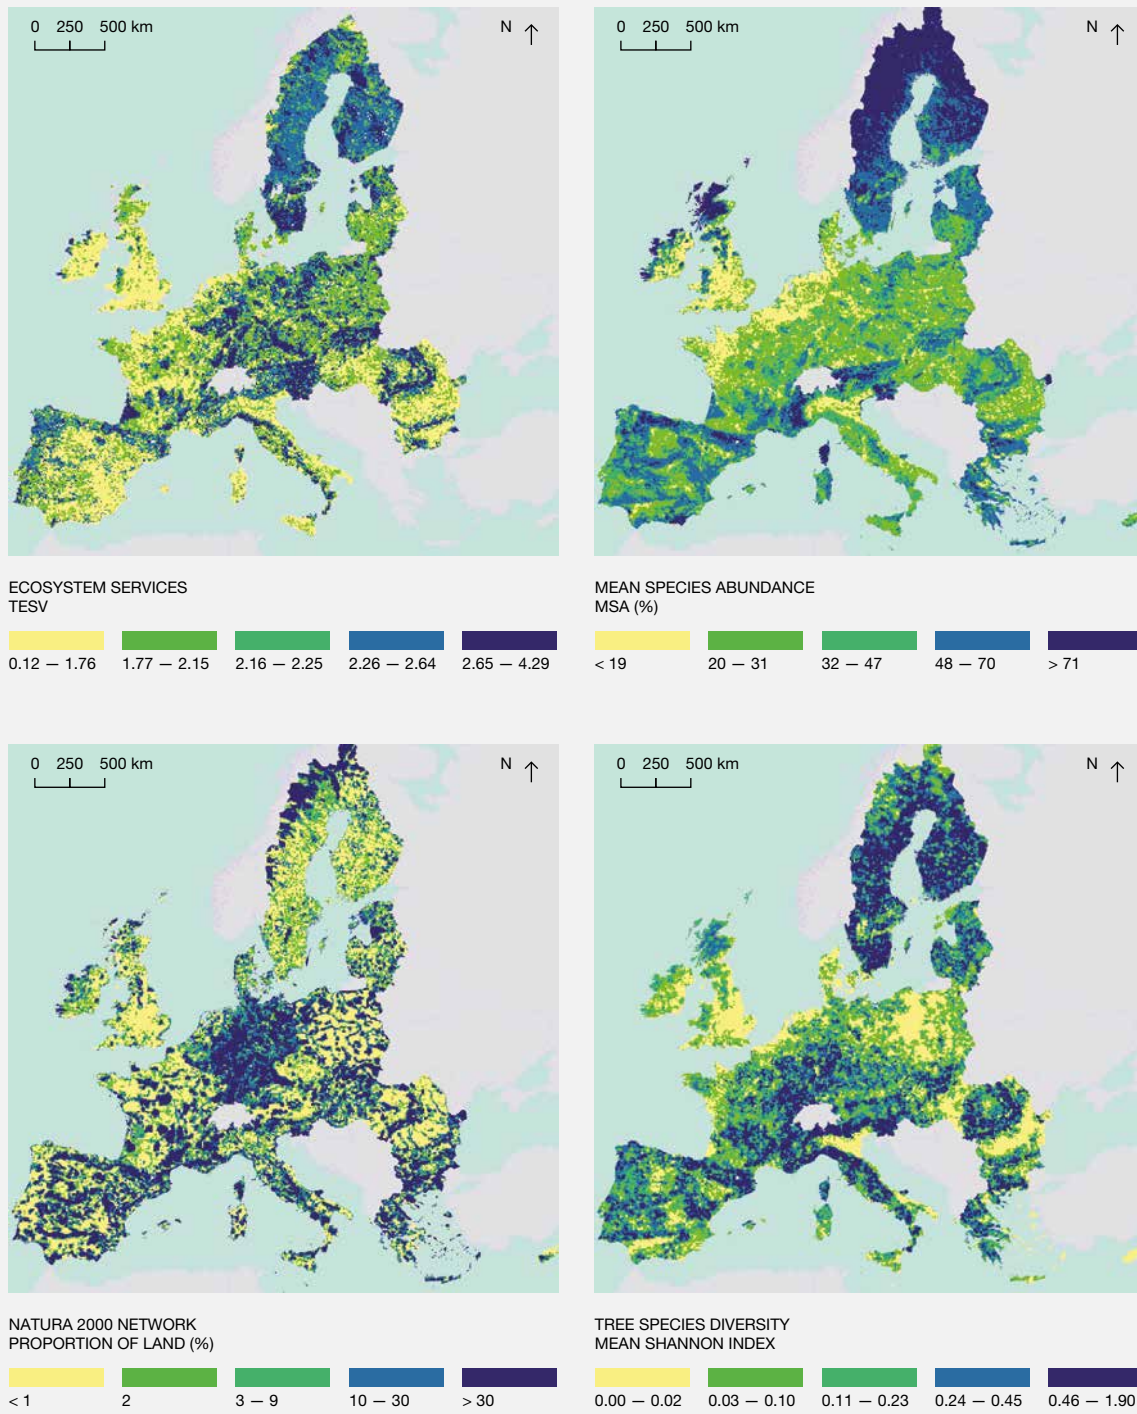 0 250 500 km
N
0 250 500 km
N
ECOSYSTEM SERVICES
TESV
0.12 — 1.76
1.77 — 2.15
2.16 — 2.25
2.26 — 2.64
2.65 — 4.29
MEAN SPECIES ABUNDANCE
MSA (%)
< 19
20 — 31
32 — 47
48 — 70
> 71
0 250 500 km
N
0 250 500 km
N
NATURA 2000 NETWORK
PROPORTION OF LAND (%)
< 1
2
3 — 9
10 — 30
> 30
TREE SPECIES DIVERSITY
MEAN SHANNON INDEX
0.00 — 0.02
0.03 — 0.10
0.11 — 0.23
0.24 — 0.45
0.46 — 1.90